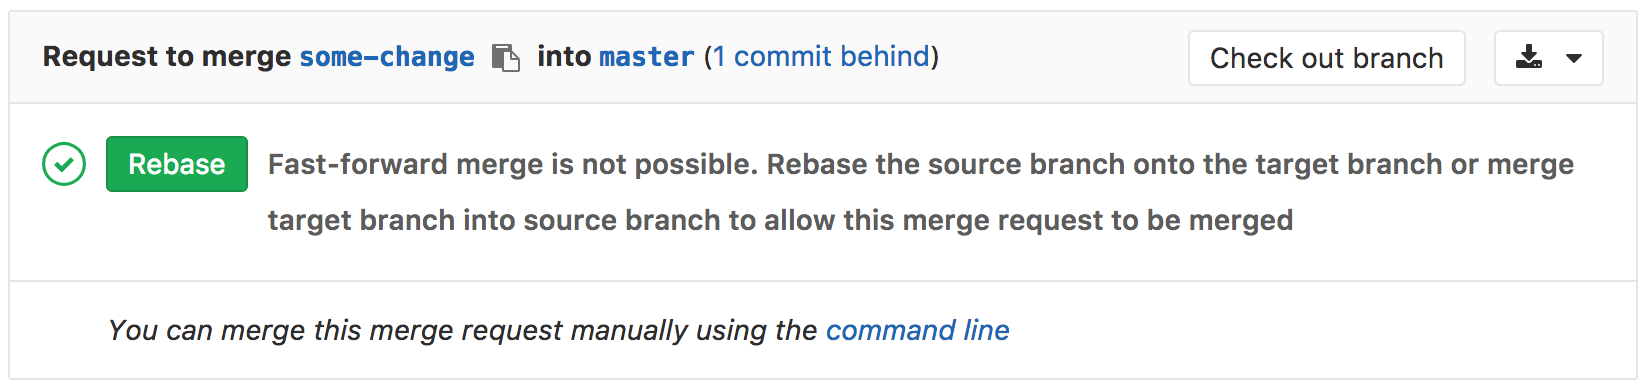 Request to merge some-change into master (1 commit behind)
Check out branch
Rebase
Fast-forward merge is not possible. Rebase the source branch onto the target branch or merge
target branch into source branch to allow this merge request to be merged
You can merge this merge request manually using the command line